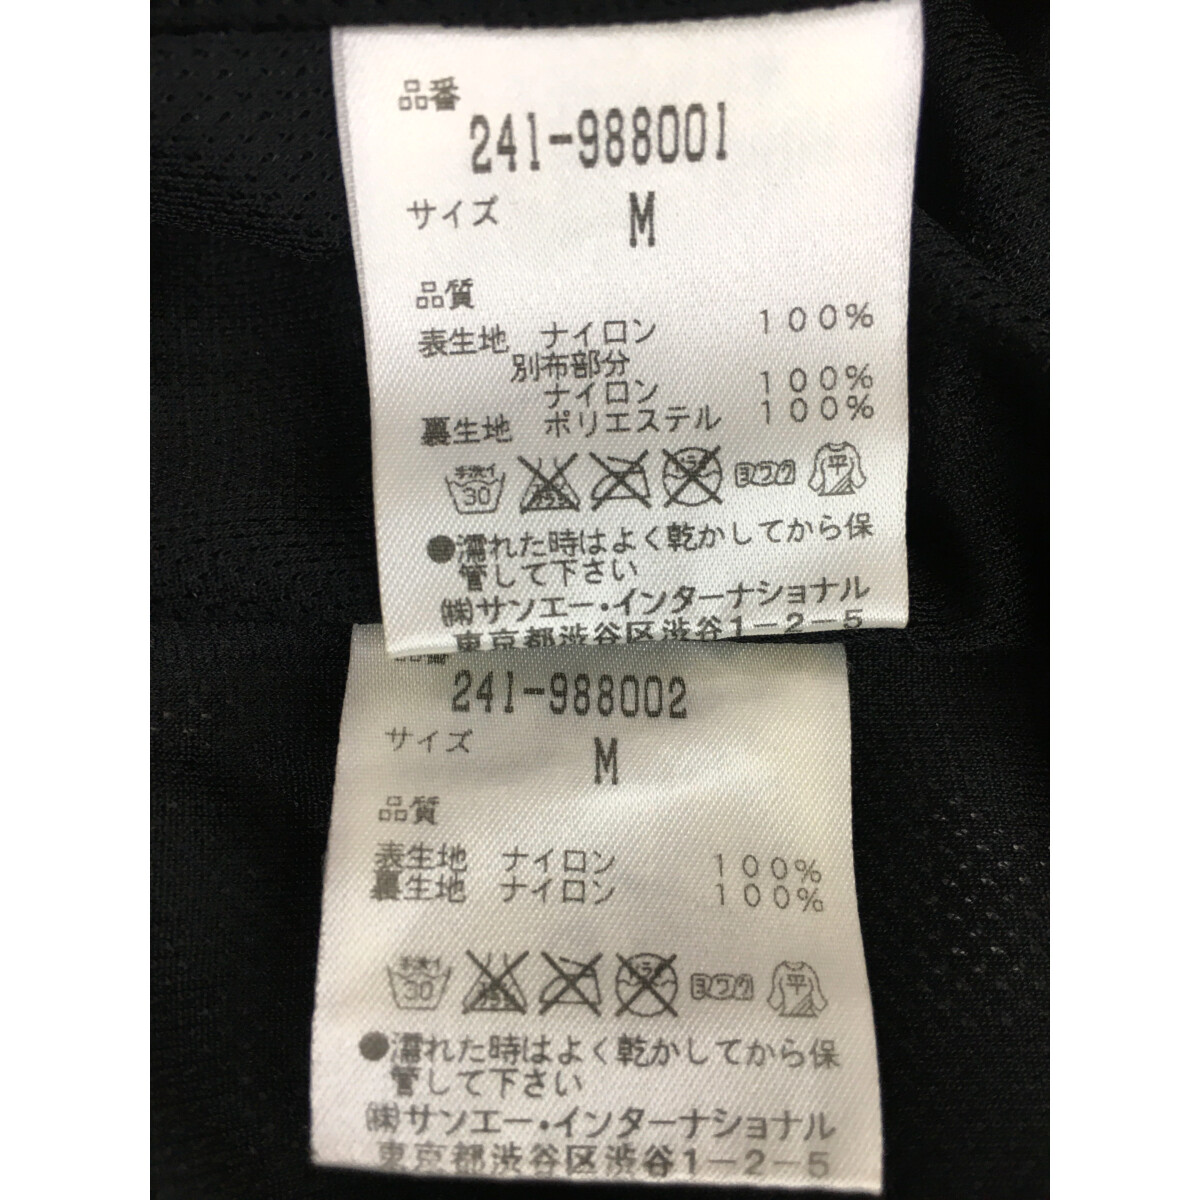 品番
241-988001
サイズ M
品質
表生地 ナイロン 100%
別布部分
ナイロン 100%
裏生地 ポリエステル 100%
手洗イ
30
ヨワク
平
●濡れた時はよく乾かしてから保
管して下さい
㈱サンエー・インターナショナル
東京都渋谷区渋谷1-2-5
品番
241-988002
サイズ M
品質
表生地 ナイロン 100%
裏生地 ナイロン 100%
手洗イ
30
ヨワク
平
●濡れた時はよく乾かしてから保
管して下さい
㈱サンエー・インターナショナル
東京都渋谷区渋谷1-2-5